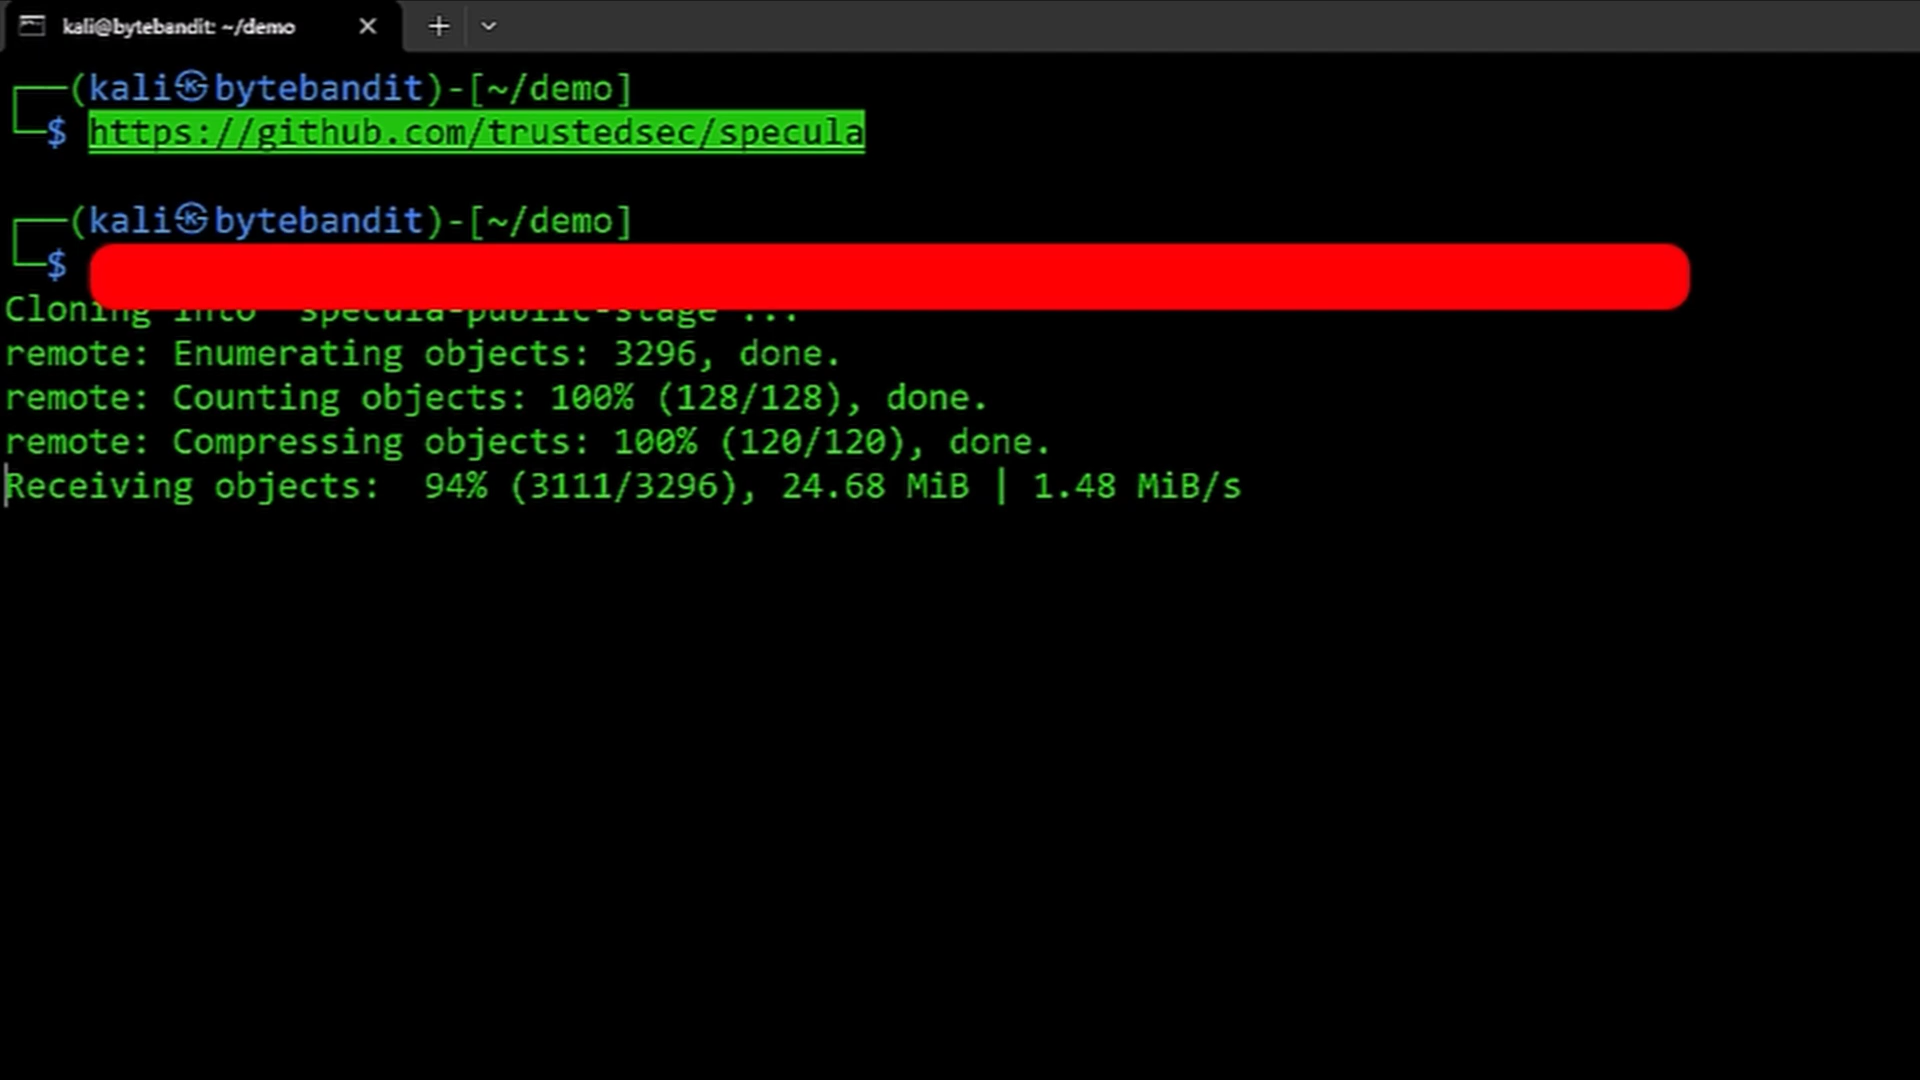 kali@bytebandit: ~/demo
(kali㉿bytebandit)-[~/demo]
$ https://github.com/trustedsec/specula
(kali㉿bytebandit)-[~/demo]
$
Cloning into 'specula-public-stage'...
remote: Enumerating objects: 3296, done.
remote: Counting objects: 100% (128/128), done.
remote: Compressing objects: 100% (120/120), done.
Receiving objects:  94% (3111/3296), 24.68 MiB | 1.48 MiB/s